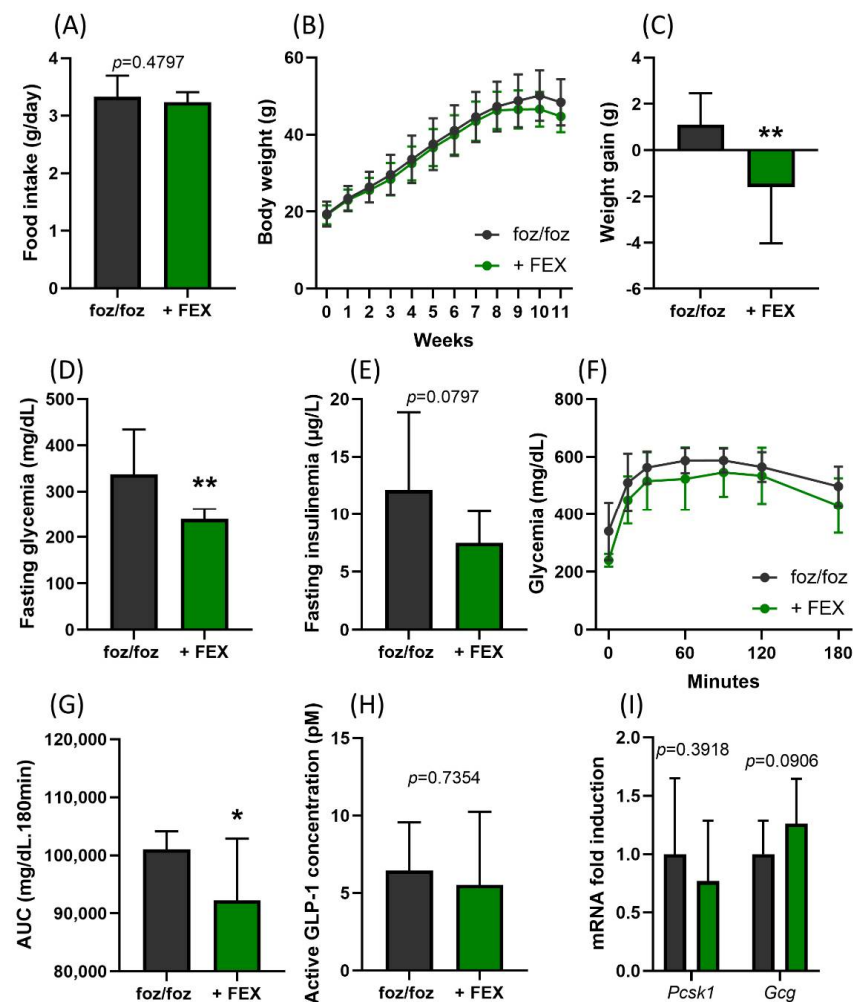 (A)
Food intake (g/day)
4
3
2
1
0
p=0.4797
foz/foz
+ FEX
(B)
Body weight (g)
60
40
20
0
foz/foz
+ FEX
0 1 2 3 4 5 6 7 8 9 10 11
Weeks
(C)
Weight gain (g)
4
2
0
-2
-4
-6
**
foz/foz
+ FEX
(D)
Fasting glycemia (mg/dL)
500
400
300
200
100
0
**
foz/foz
+ FEX
(E)
Fasting insulinemia (µg/L)
20
15
10
5
0
p=0.0797
foz/foz
+ FEX
(F)
Glycemia (mg/dL)
800
600
400
200
0
foz/foz
+ FEX
0 60 120 180
Minutes
(G)
AUC (mg/dL.180min)
120,000
110,000
100,000
90,000
80,000
*
foz/foz
+ FEX
(H)
Active GLP-1 concentration (pM)
15
10
5
0
p=0.7354
foz/foz
+ FEX
(I)
mRNA fold induction
2.0
1.5
1.0
0.5
0.0
p=0.3918
p=0.0906
Pcsk1
Gcg